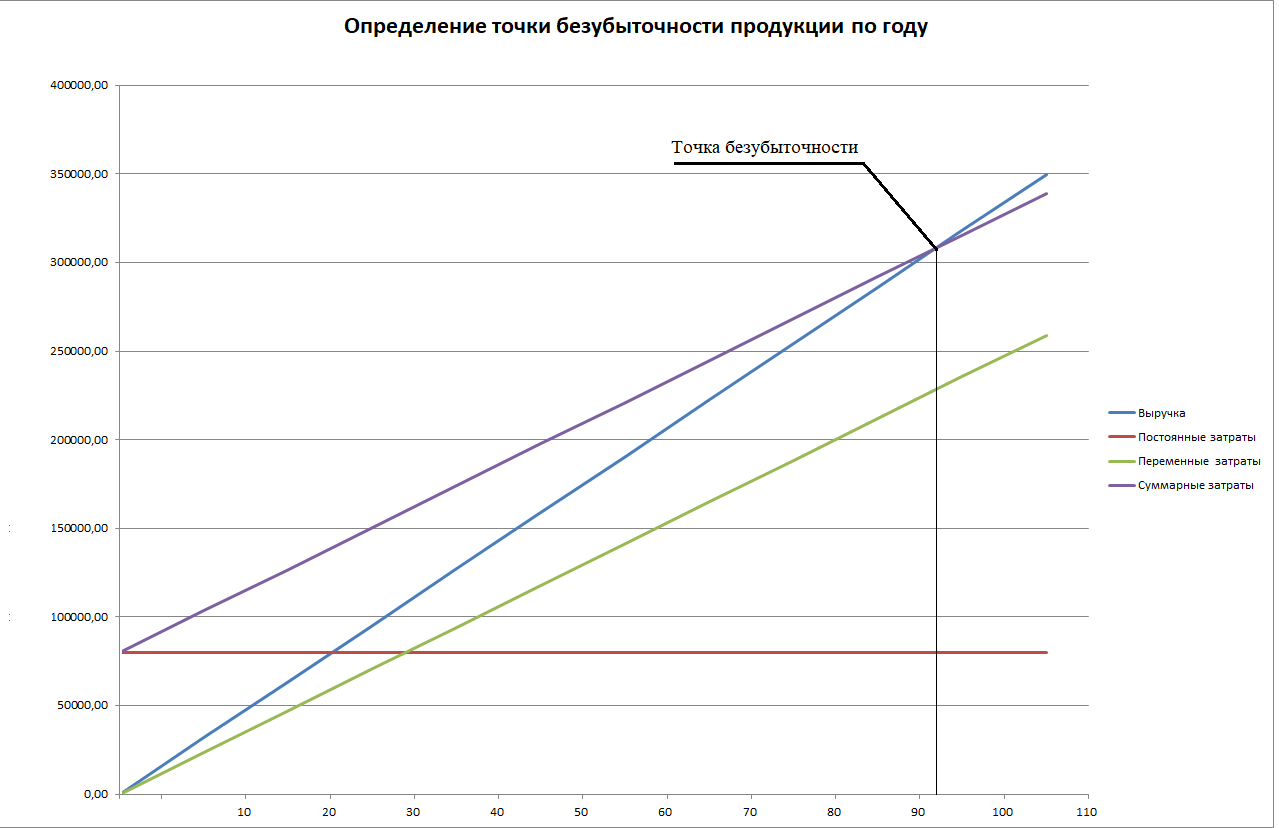 Определение точки безубыточности продукции по году
400000,00
Точка безубыточности
350000,00
300000,00
250000,00
200000,00
150000,00
100000,00
50000,00
0,00
10 20 30 40 50 60 70 80 90 100 110
Выручка
Постоянные затраты
Переменные затраты
Суммарные затраты